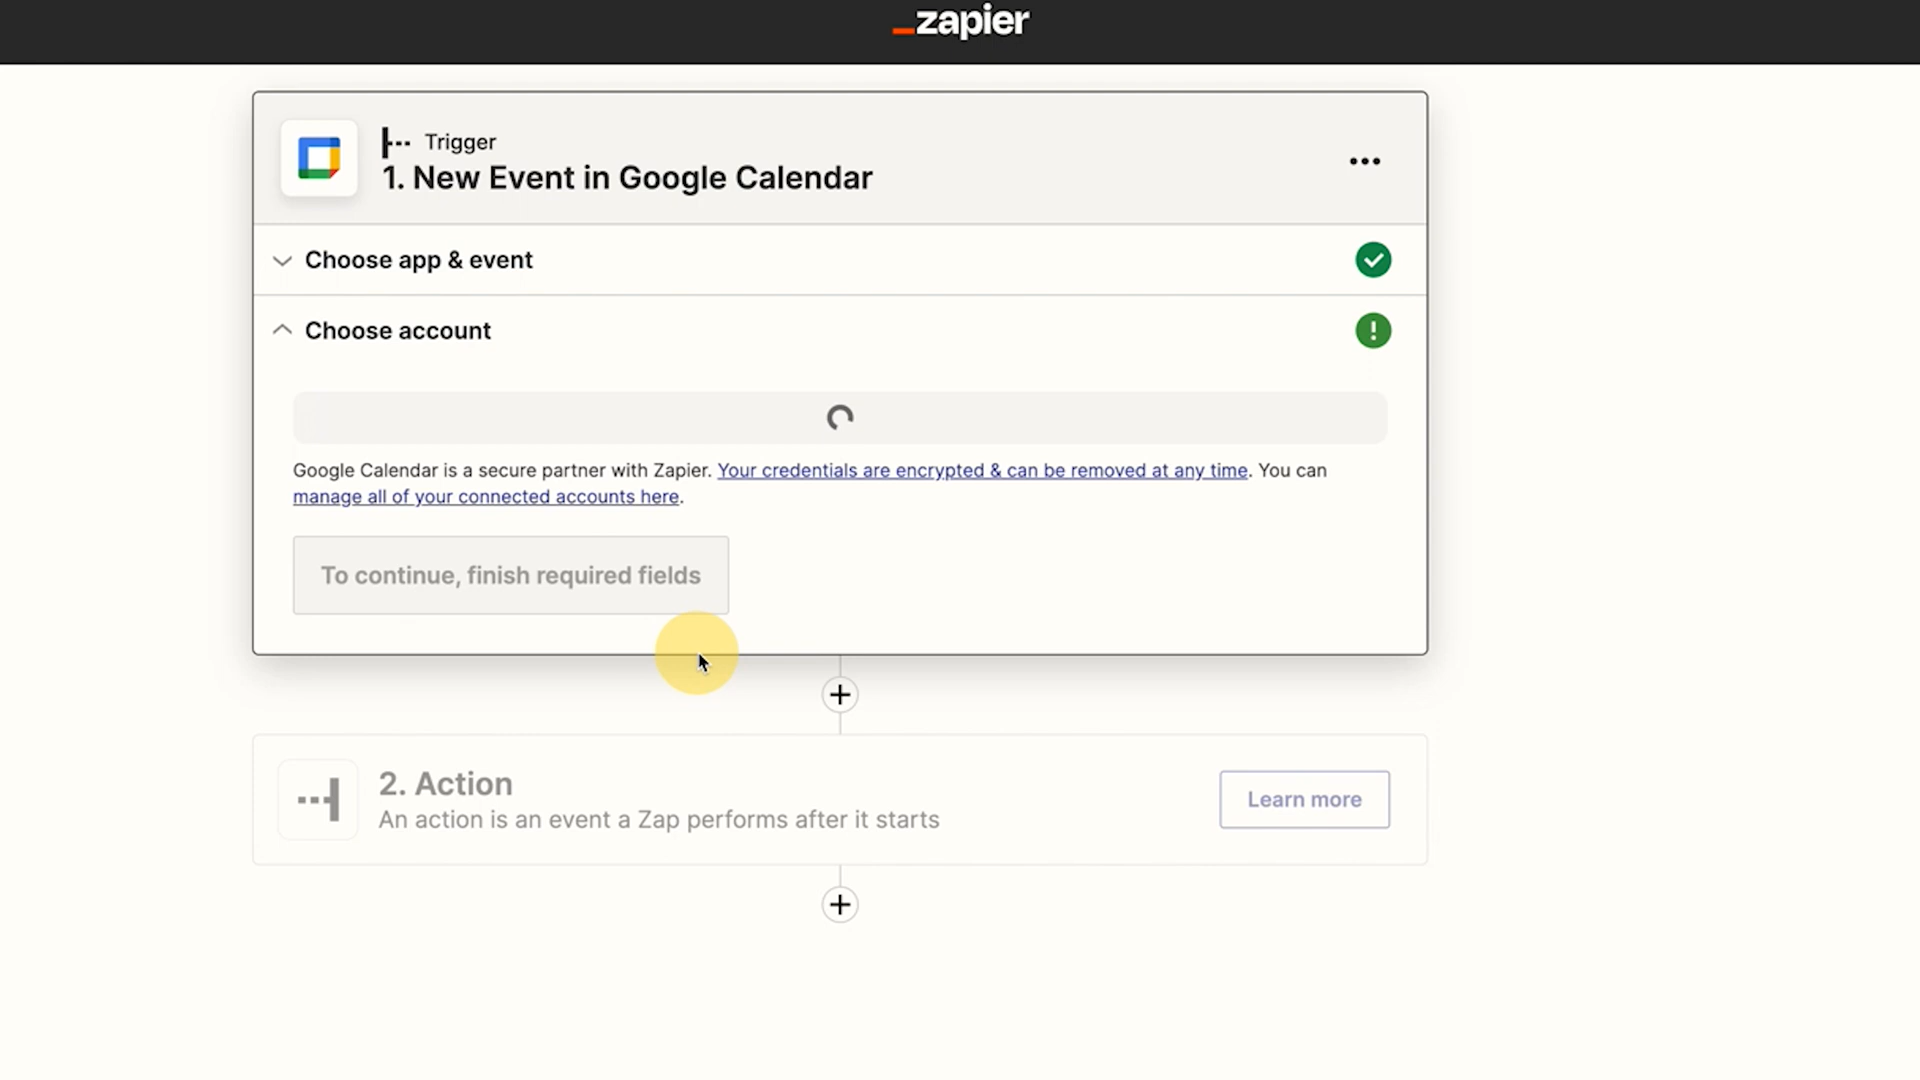 _zapier
Trigger
1. New Event in Google Calendar
Choose app & event
Choose account
Google Calendar is a secure partner with Zapier. Your credentials are encrypted & can be removed at any time. You can
manage all of your connected accounts here.
To continue, finish required fields
2. Action
An action is an event a Zap performs after it starts
Learn more